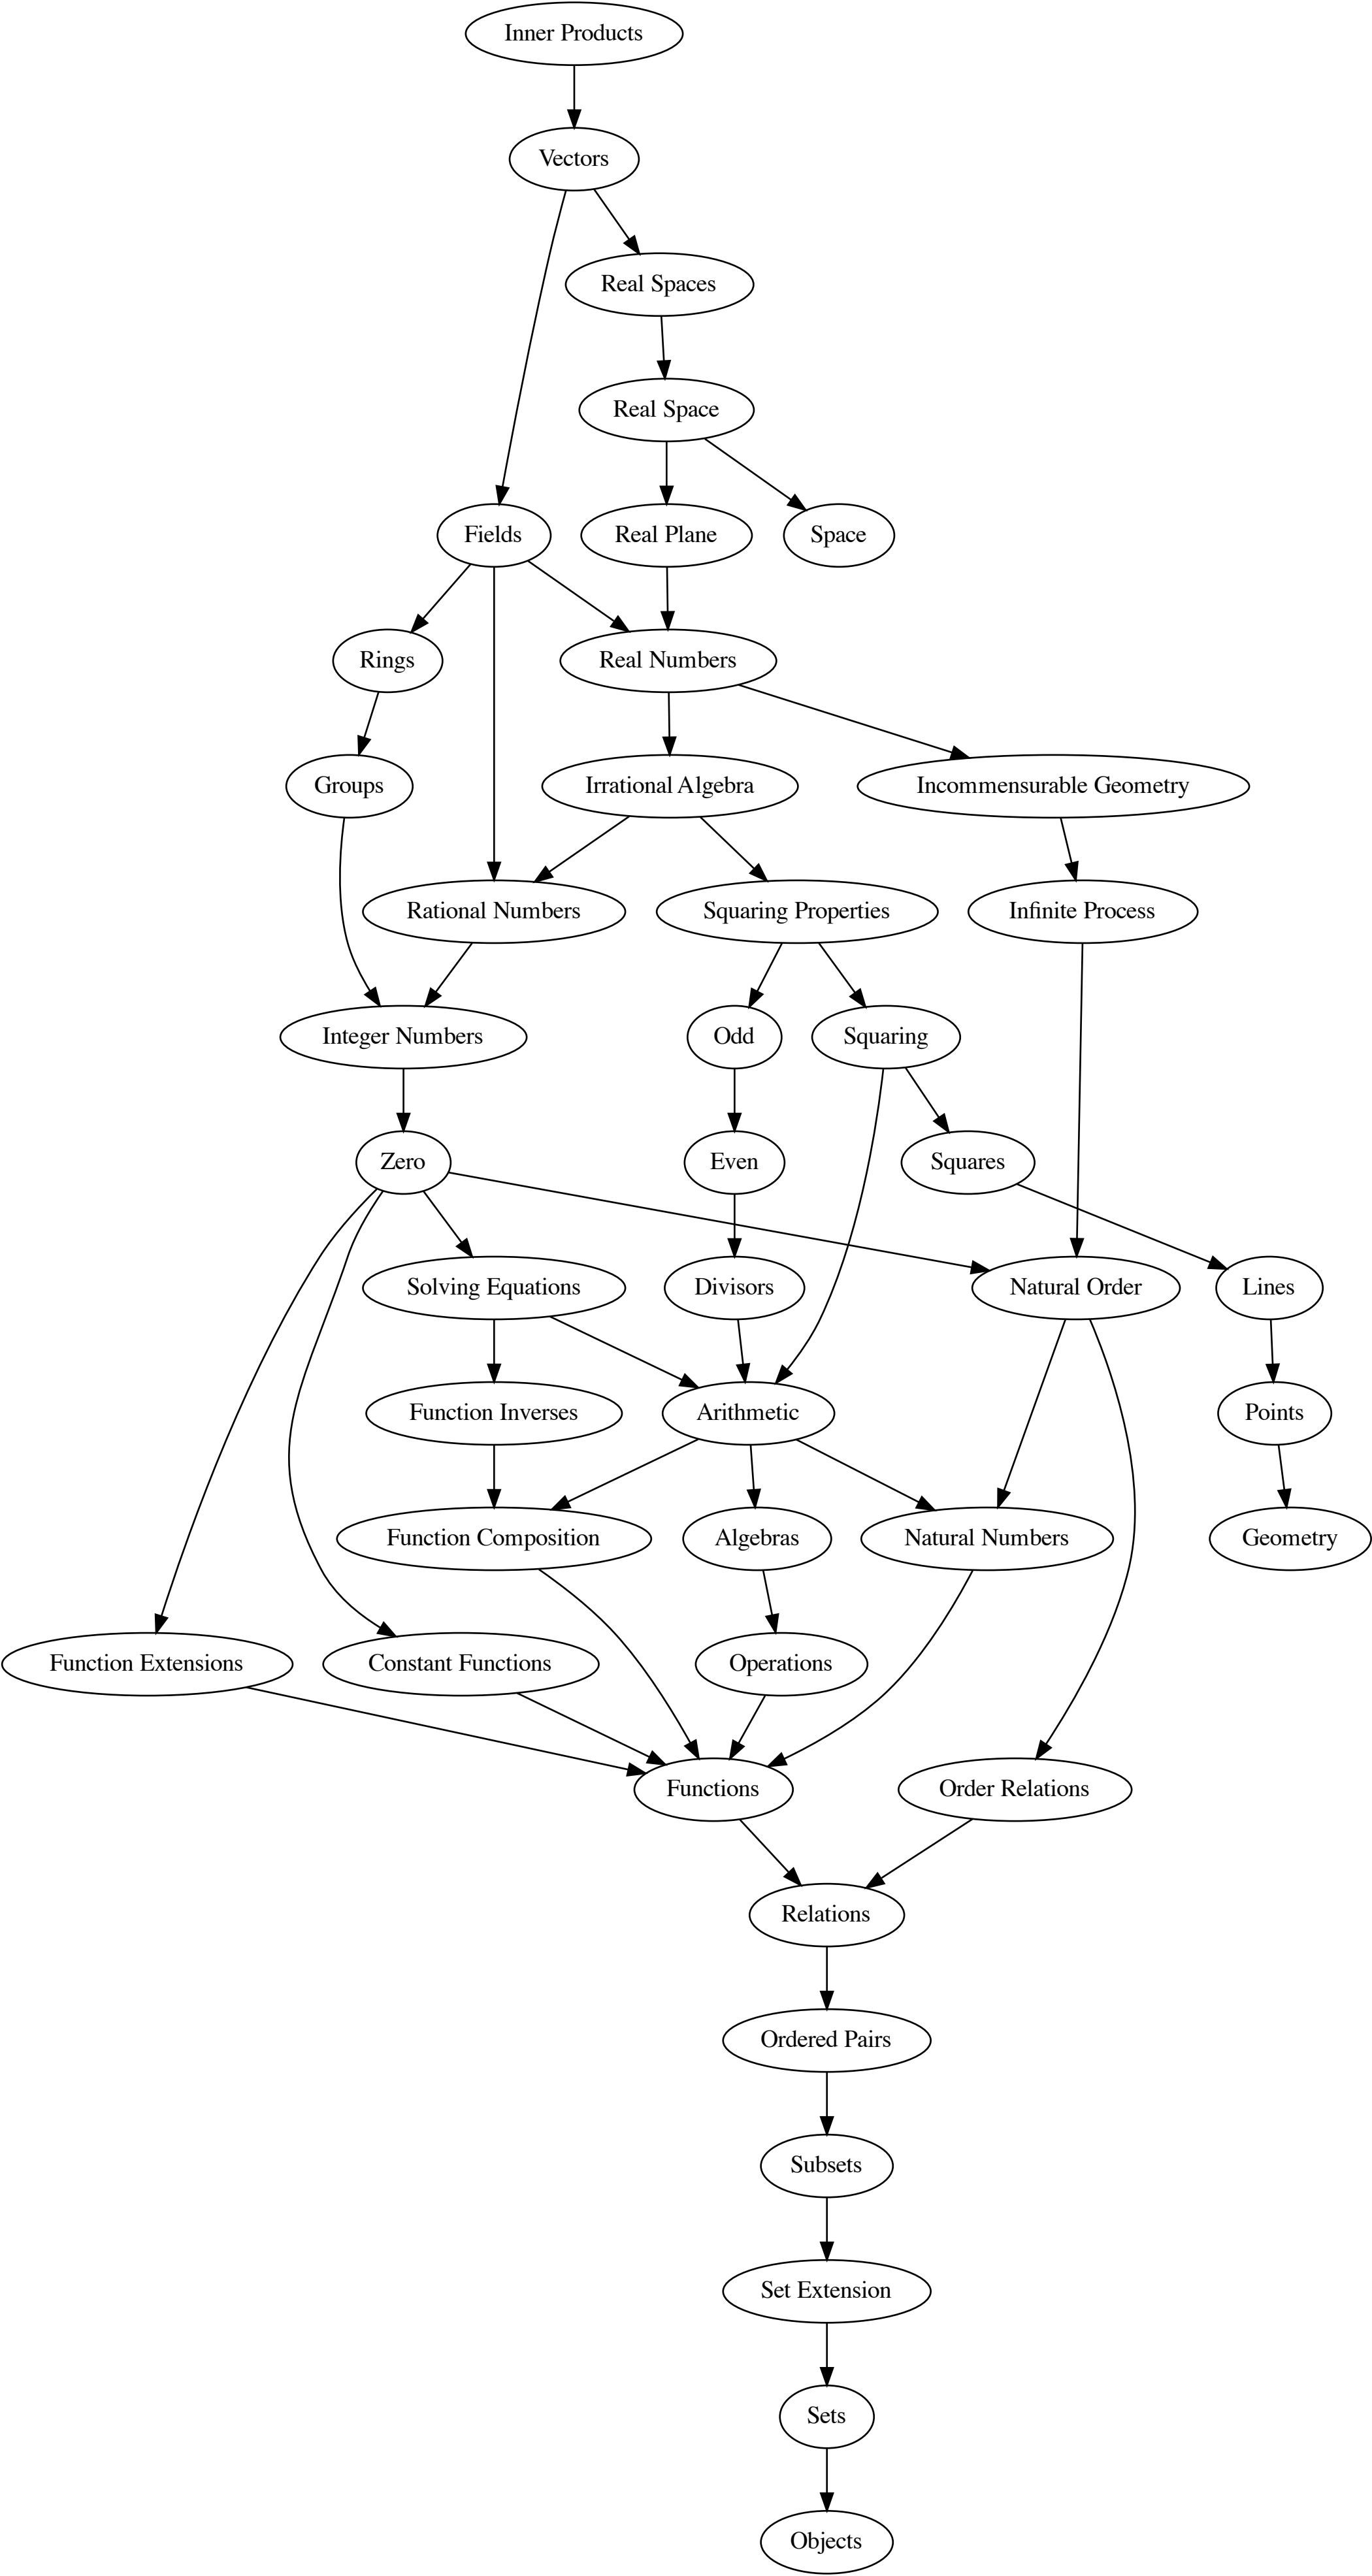 Inner Products
Vectors
Real Spaces
Real Space
Fields
Real Plane
Space
Rings
Real Numbers
Groups
Irrational Algebra
Incommensurable Geometry
Rational Numbers
Squaring Properties
Infinite Process
Integer Numbers
Odd
Squaring
Zero
Even
Squares
Solving Equations
Divisors
Natural Order
Lines
Function Inverses
Arithmetic
Points
Function Composition
Algebras
Natural Numbers
Geometry
Function Extensions
Constant Functions
Operations
Functions
Order Relations
Relations
Ordered Pairs
Subsets
Set Extension
Sets
Objects